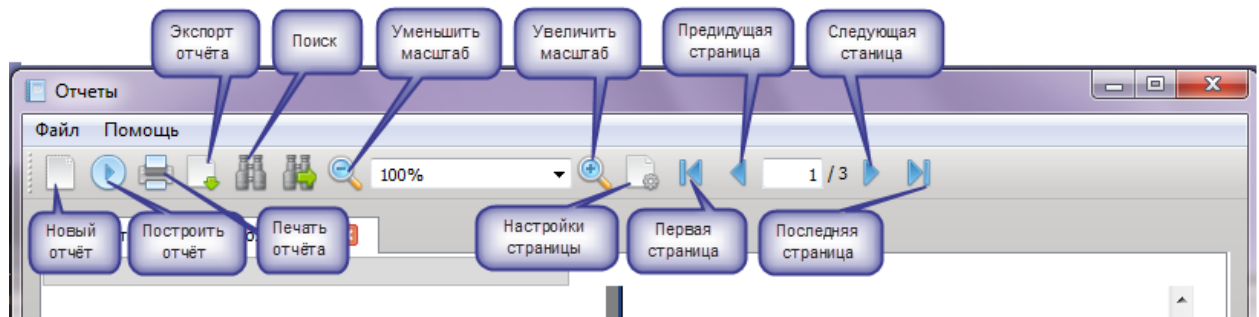 Экспорт
отчёта
Поиск
Уменьшить
масштаб
Увеличить
масштаб
Предидущая
страница
Следующая
станица
Отчеты
Файл Помощь
100%
1 / 3
Новый
отчёт
Построить
отчёт
Печать
отчёта
Настройки
страницы
Первая
страница
Последняя
страница